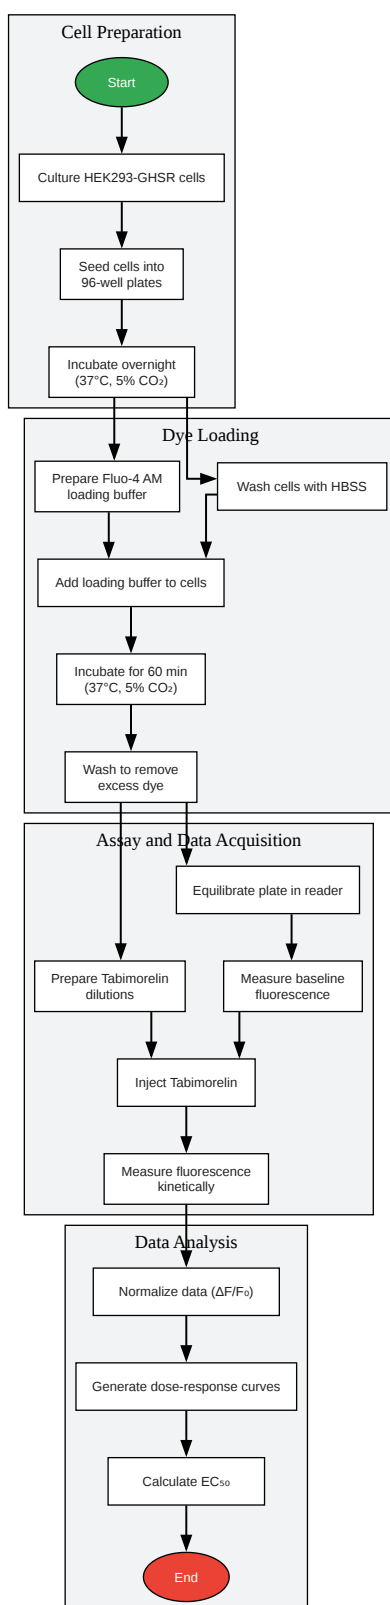 Cell Preparation
Start
Culture HEK293-GHSR cells
Seed cells into
96-well plates
Incubate overnight
(37°C, 5% CO₂)
Dye Loading
Prepare Fluo-4 AM
loading buffer
Wash cells with HBSS
Add loading buffer to cells
Incubate for 60 min
(37°C, 5% CO₂)
Wash to remove
excess dye
Assay and Data Acquisition
Equilibrate plate in reader
Prepare Tabimorelin
dilutions
Measure baseline
fluorescence
Inject Tabimorelin
Measure fluorescence
kinetically
Data Analysis
Normalize data (ΔF/F₀)
Generate dose-response curves
Calculate EC₅₀
End